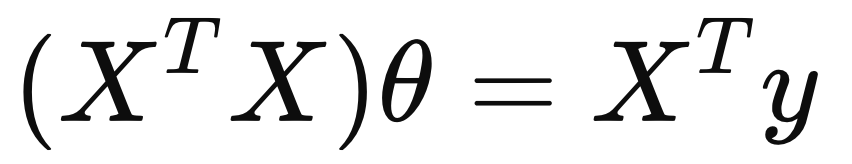 (X^T X)θ = X^T y